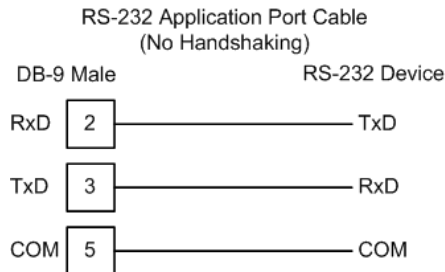 RS-232 Application Port Cable
(No Handshaking)
DB-9 Male RS-232 Device
RxD 2 TxD
TxD 3 RxD
COM 5 COM